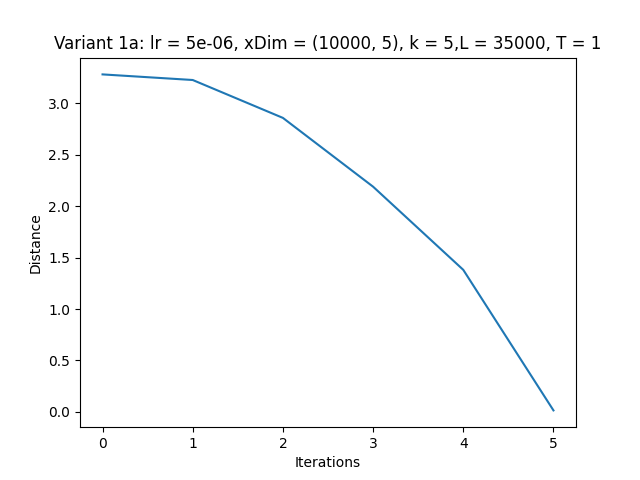 Variant 1a: lr = 5e-06, xDim = (10000, 5), k = 5,L = 35000, T = 1
Distance
3.0
2.5
2.0
1.5
1.0
0.5
0.0
0 1 2 3 4 5
Iterations